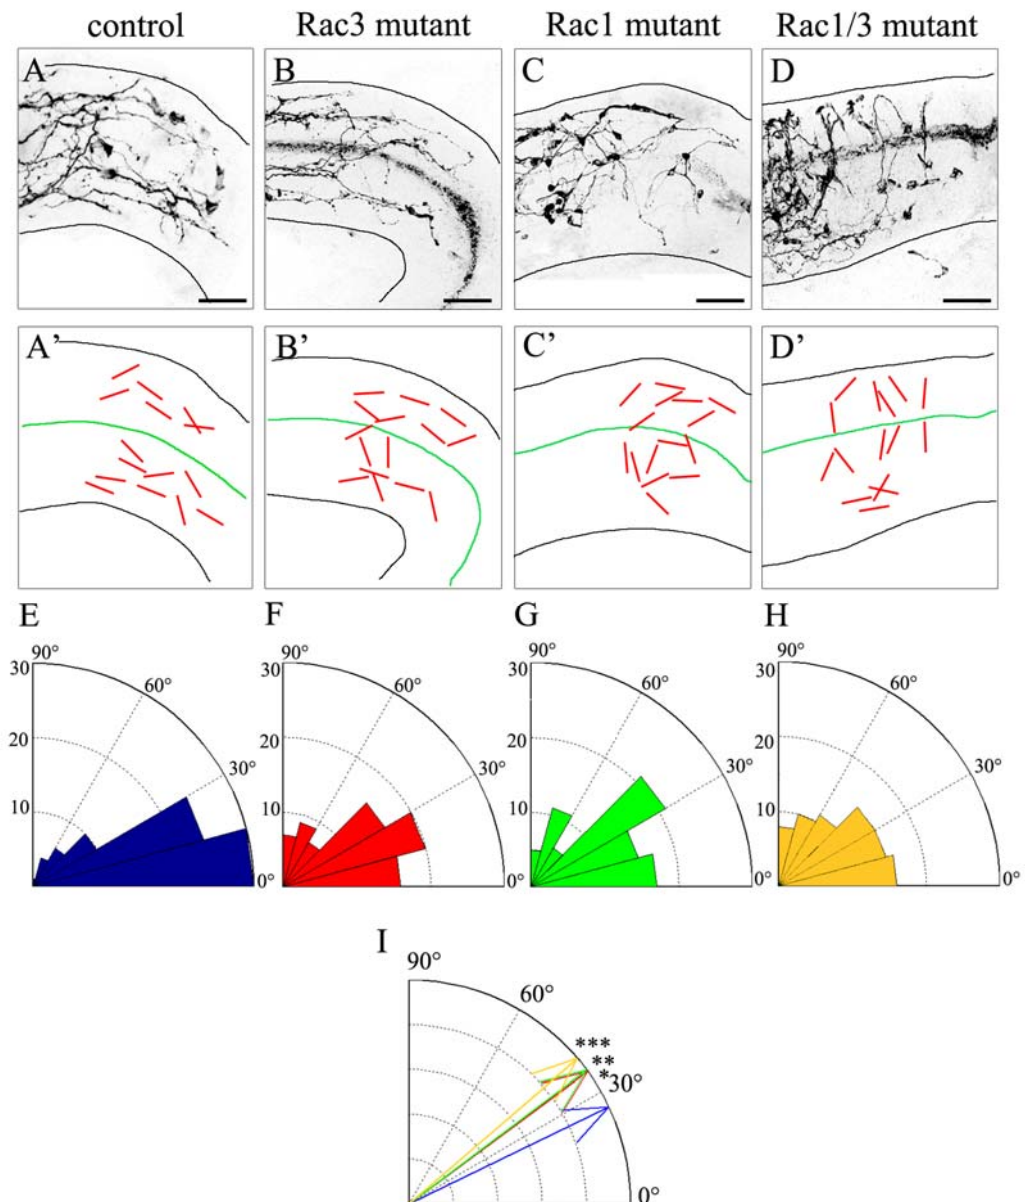 control Rac3 mutant Rac1 mutant Rac1/3 mutant
A B C D
A' B' C' D'
E F G H
90° 90° 90° 90°
30 30 30 30
60° 60° 60° 60°
20 20 20 20
30° 30° 30° 30°
10 10 10 10
0° 0° 0° 0°
I
90°
60°
***
**
*
30°
0°